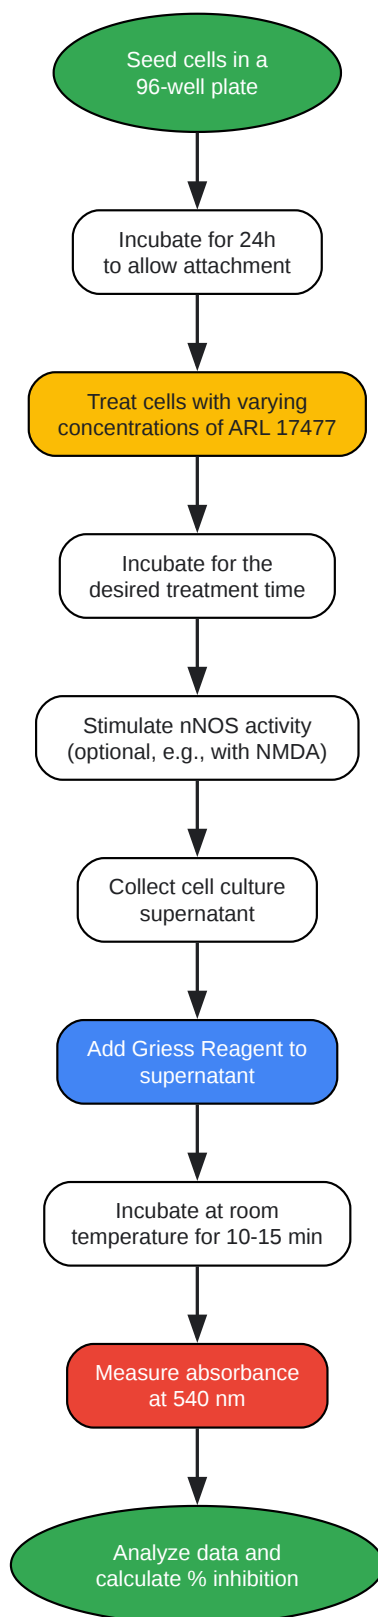 Seed cells in a
96-well plate
Incubate for 24h
to allow attachment
Treat cells with varying
concentrations of ARL 17477
Incubate for the
desired treatment time
Stimulate nNOS activity
(optional, e.g., with NMDA)
Collect cell culture
supernatant
Add Griess Reagent to
supernatant
Incubate at room
temperature for 10-15 min
Measure absorbance
at 540 nm
Analyze data and
calculate % inhibition